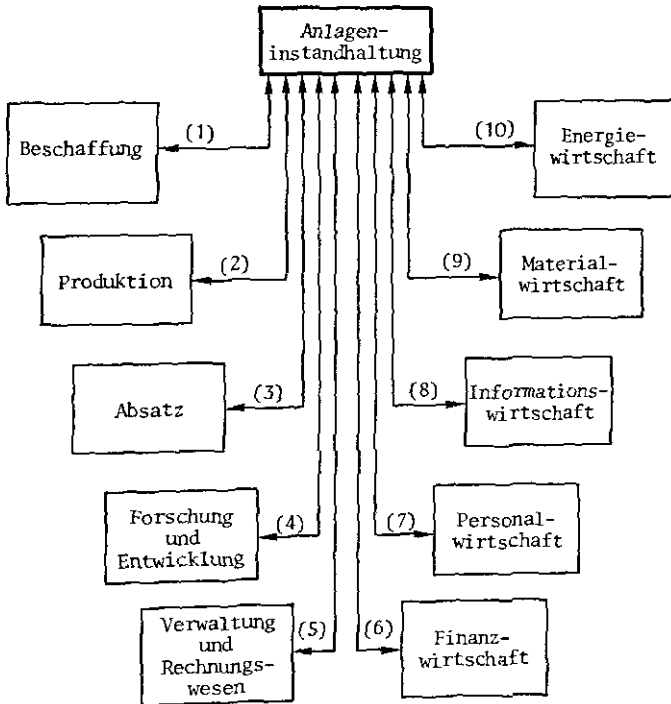 Anlagen-
instandhaltung
(1)
Beschaffung
(10)
Energie-
wirtschaft
(2)
Produktion
(9)
Material-
wirtschaft
(3)
Absatz
(8)
Informations-
wirtschaft
(4)
Forschung
und
Entwicklung
(7)
Personal-
wirtschaft
(5)
Verwaltung
und
Rechnungs-
wesen
(6)
Finanz-
wirtschaft